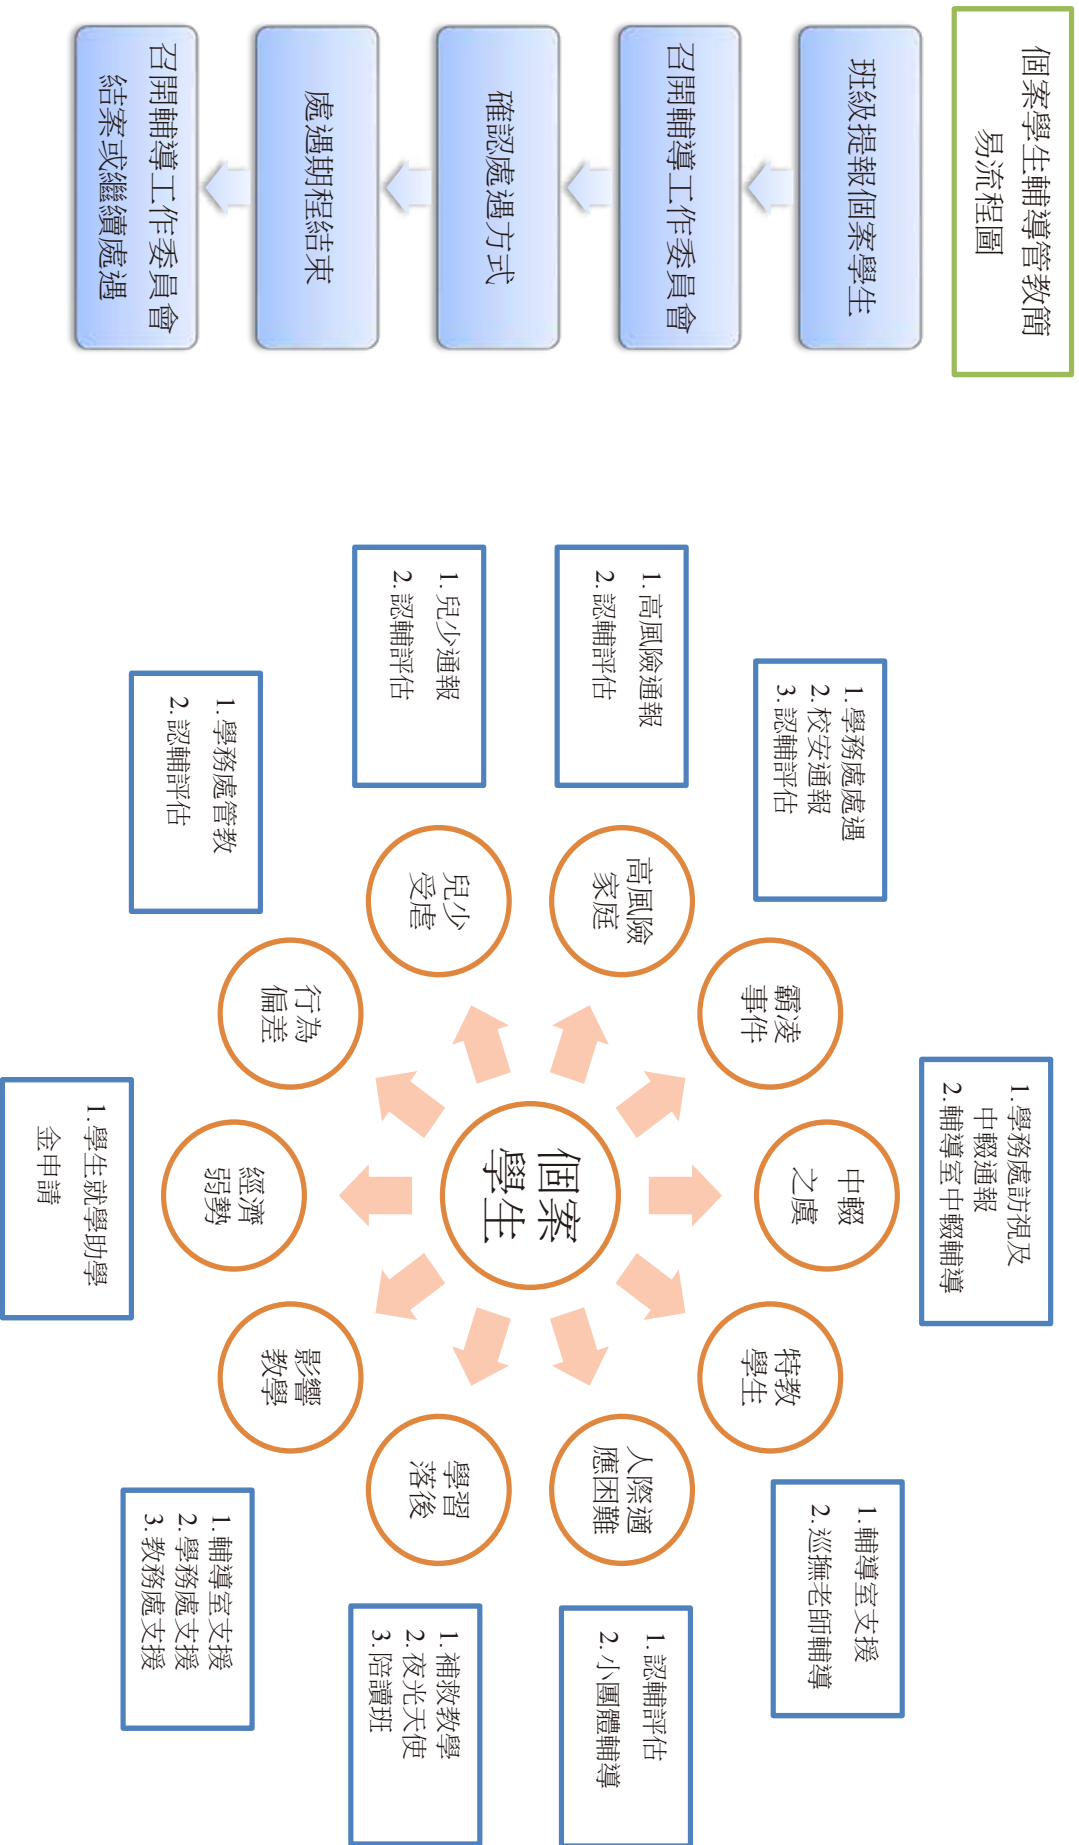 個案學生輔導管教簡
易流程圖
班級提報個案學生
召開輔導工作委員會
確認處遇方式
處遇期程結束
召開輔導工作委員會
結案或繼續處遇
個案
學生
中輟
之虞
1.學務處訪視及
中輟通報
2.輔導室中輟輔導
特教
學生
1.輔導室支援
2.巡撫老師輔導
人際適
應困難
1.認輔評估
2.小團體輔導
學習
落後
1.補救教學
2.夜光天使
3.陪讀班
影響
教學
1.輔導室支援
2.學務處支援
3.教務處支援
經濟
弱勢
1.學生就學助學
金申請
行為
偏差
1.學務處管教
2.認輔評估
兒少
受虐
1.兒少通報
2.認輔評估
高風險
家庭
1.高風險通報
2.認輔評估
霸凌
事件
1.學務處處遇
2.校安通報
3.認輔評估